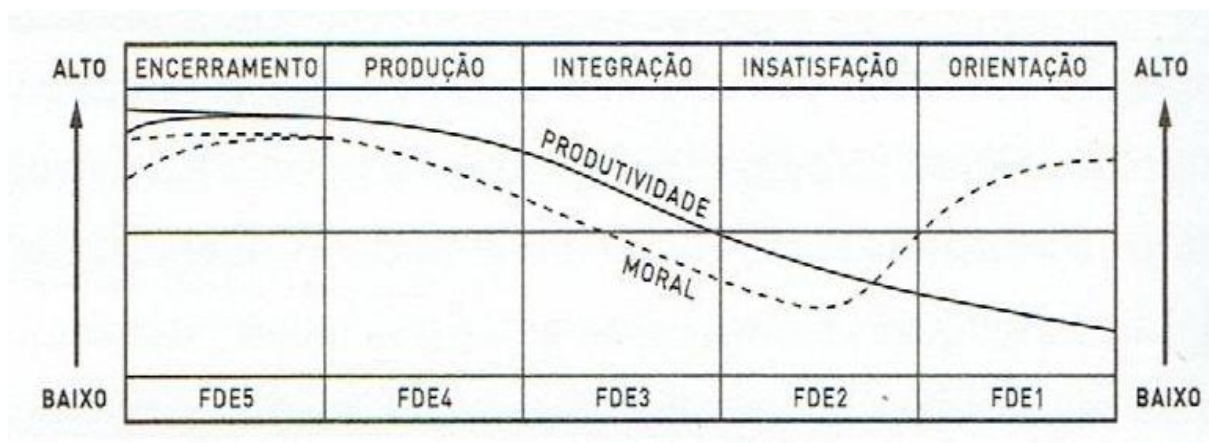 ALTO ENCERRAMENTO PRODUÇÃO INTEGRAÇÃO INSATISFAÇÃO ORIENTAÇÃO ALTO
PRODUTIVIDADE
MORAL
BAIXO FDE5 FDE4 FDE3 FDE2 FDE1 BAIXO